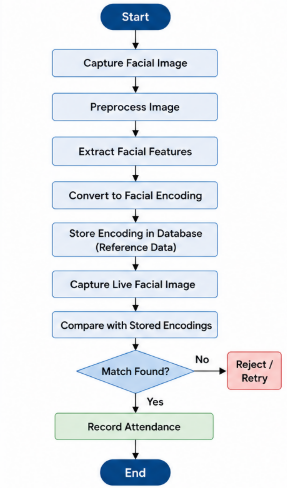 Start
Capture Facial Image
Preprocess Image
Extract Facial Features
Convert to Facial Encoding
Store Encoding in Database
(Reference Data)
Capture Live Facial Image
Compare with Stored Encodings
Match Found?
No
Reject /
Retry
Yes
Record Attendance
End